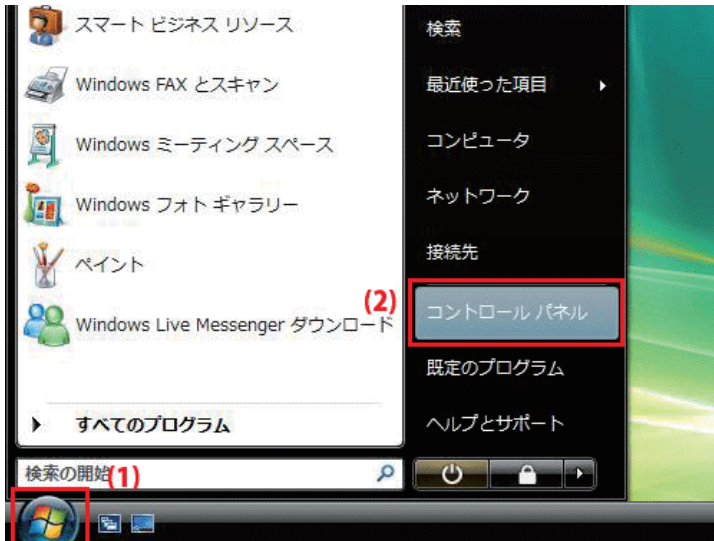 スマート ビジネス リソース
Windows FAX とスキャン
Windows ミーティング スペース
Windows フォト ギャラリー
ペイント
Windows Live Messenger ダウンロード
すべてのプログラム
検索の開始
(1)
検索
最近使った項目
コンピュータ
ネットワーク
接続先
(2)
コントロール パネル
既定のプログラム
ヘルプとサポート